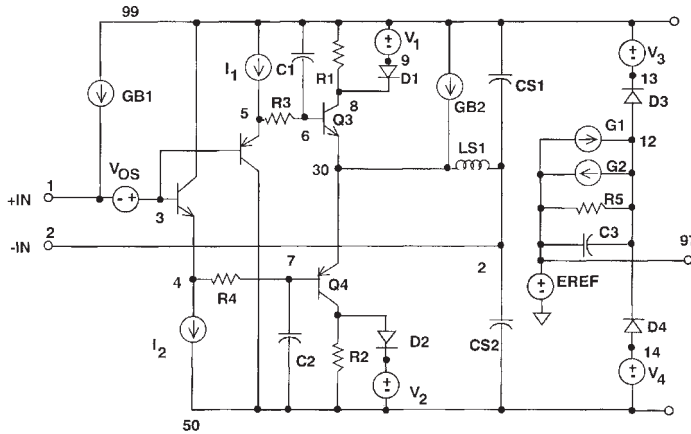 99
GB1
I1
C1
R1
V1
9
D1
V3
13
D3
5
R3
6
Q3
8
GB2
CS1
G1
12
G2
R5
C3
97
EREF
VOS
- +
+IN
1
3
30
LS1
-IN
2
2
4
R4
7
Q4
I2
C2
R2
D2
V2
CS2
D4
14
V4
50